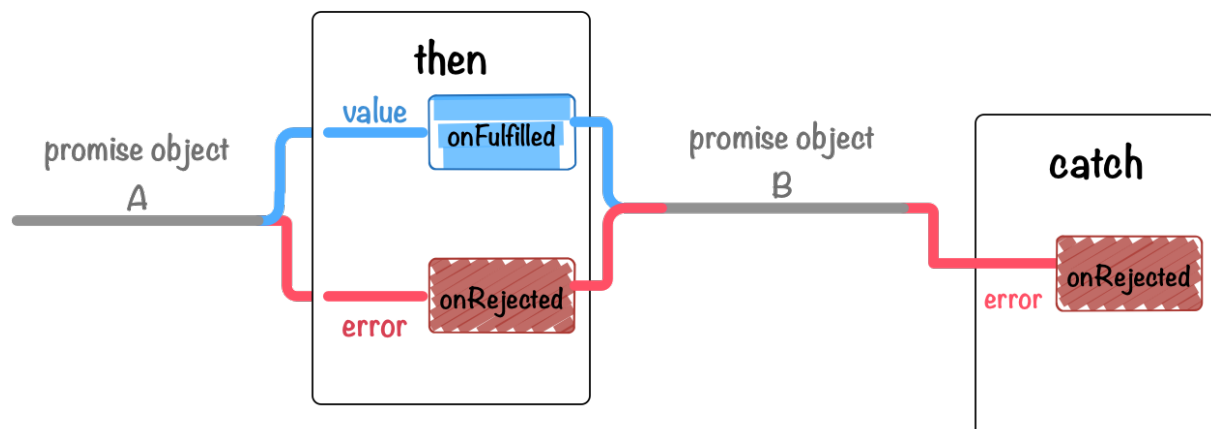 promise object
A
then
value
onFulfilled
onRejected
error
promise object
B
catch
onRejected
error